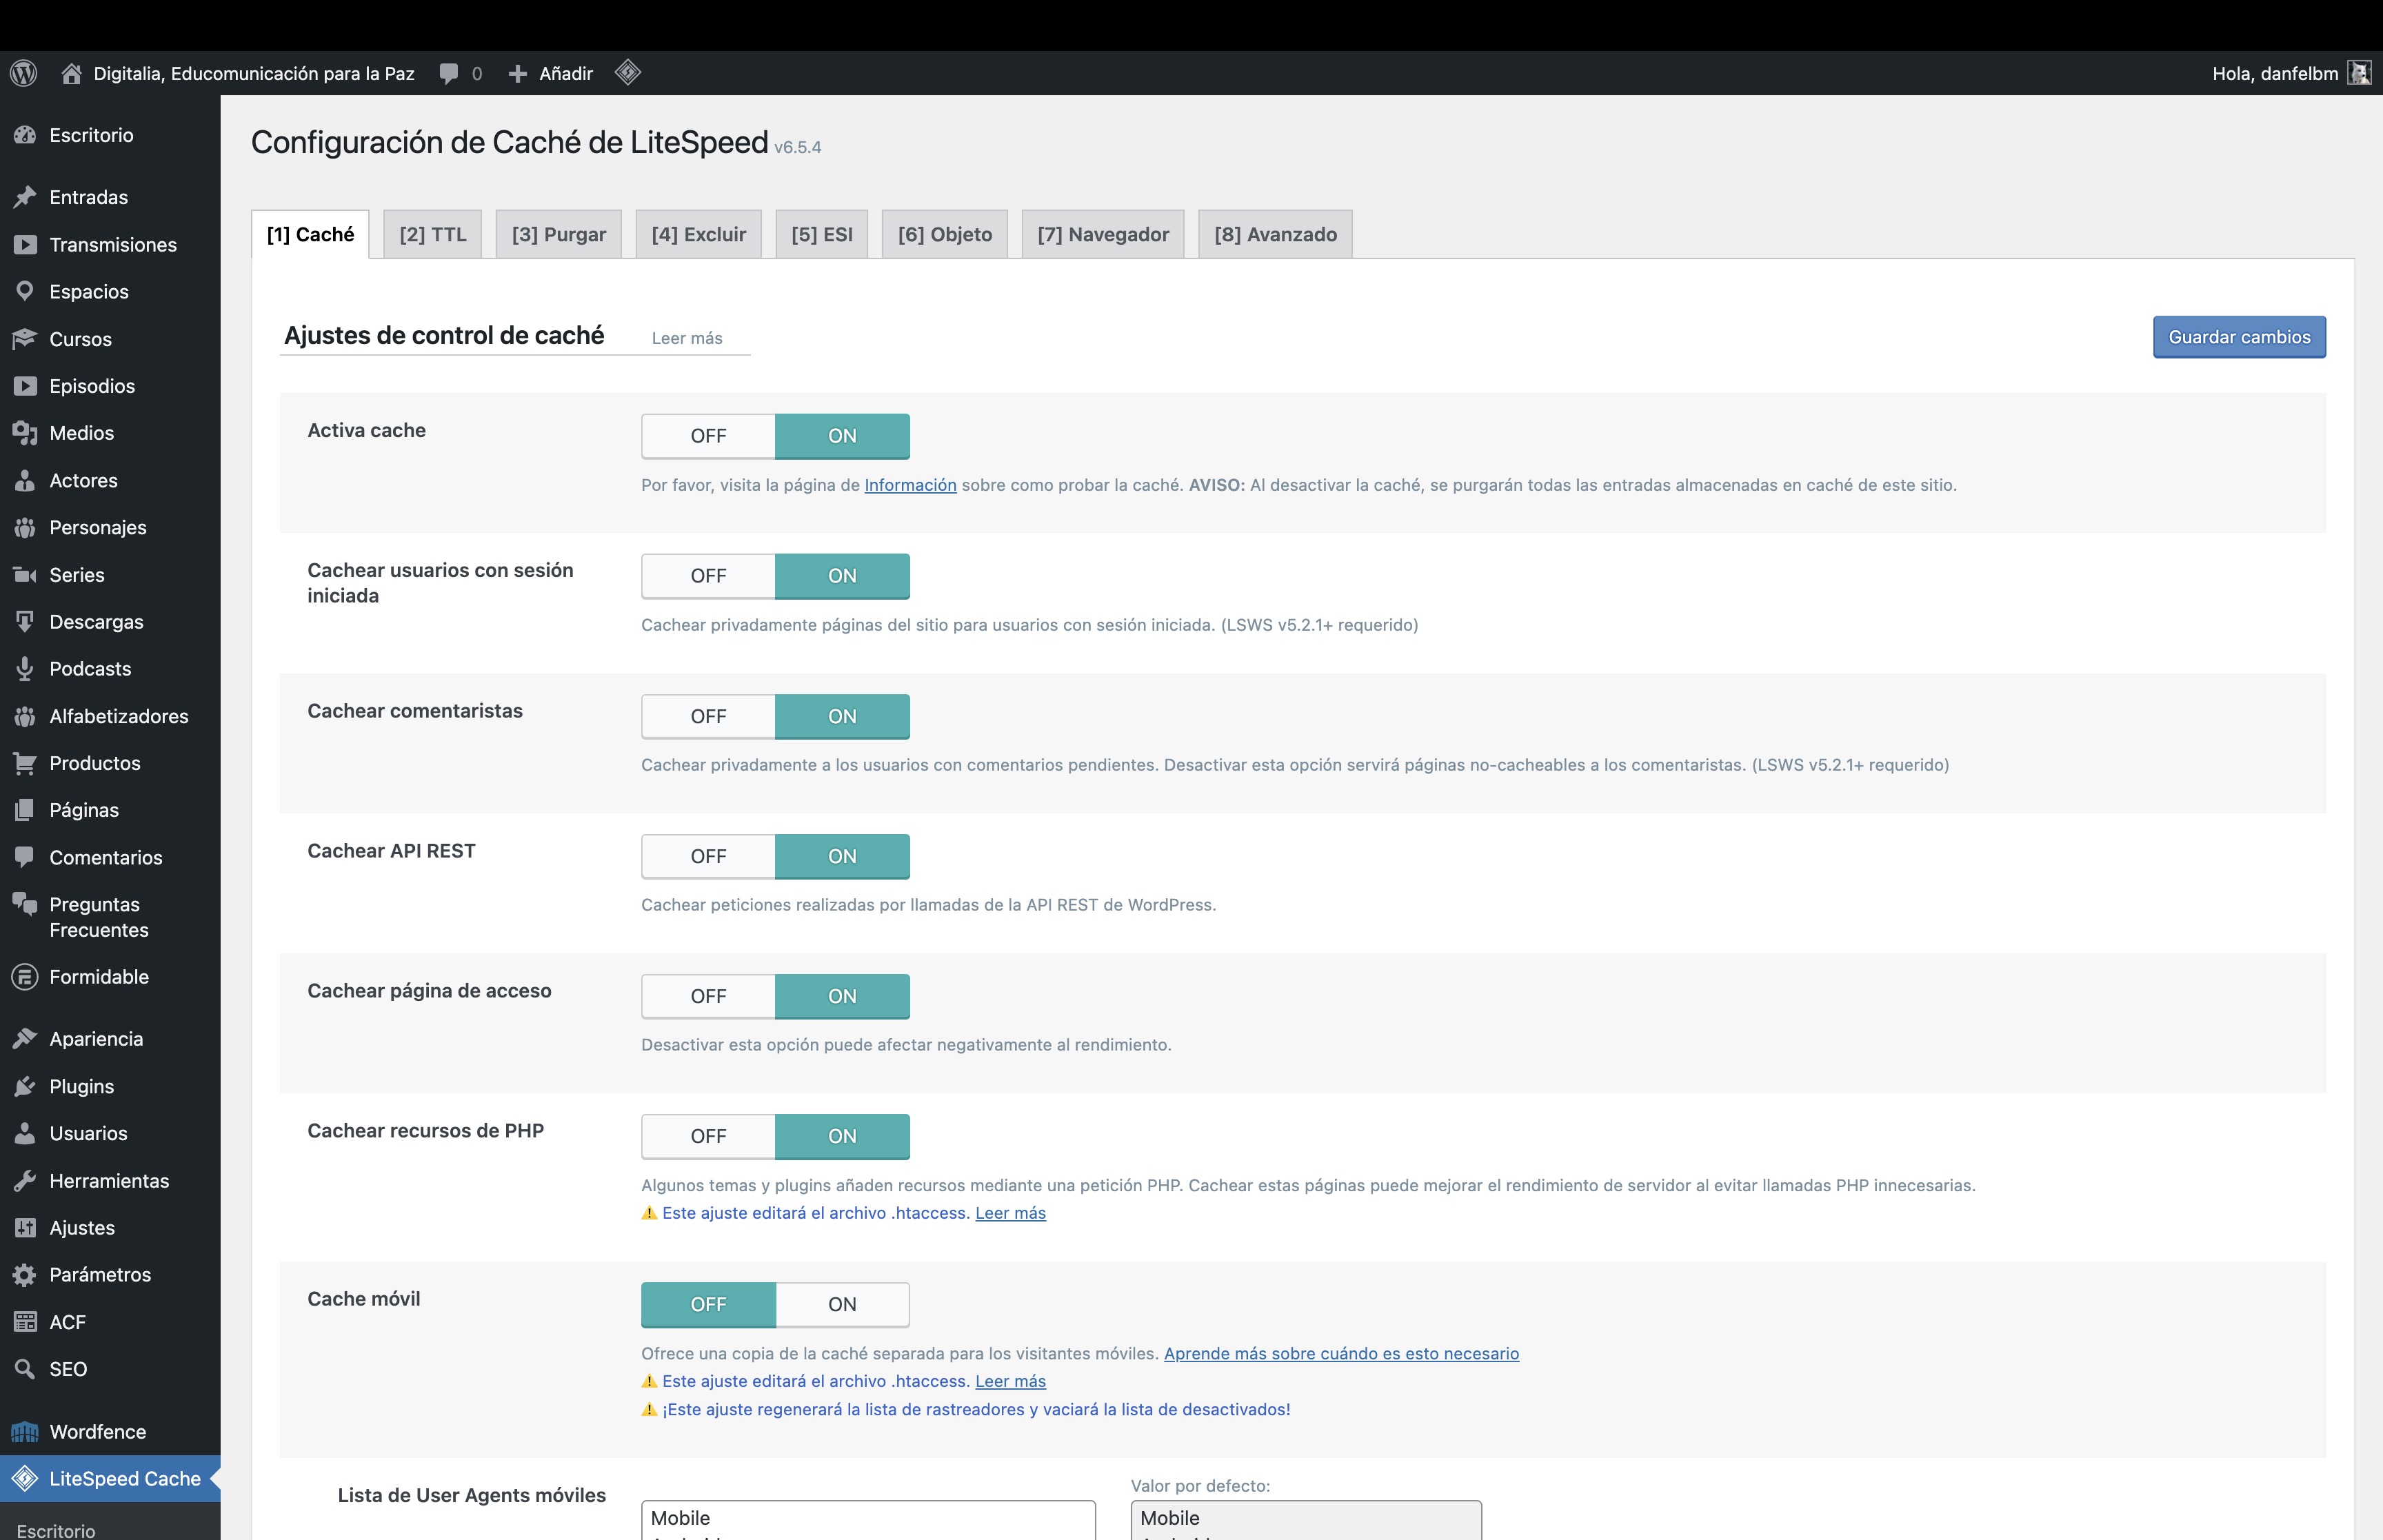 Digitalia, Educomunicación para la Paz
0
Añadir
Hola, danfelbm
Escritorio
Entradas
Transmisiones
Espacios
Cursos
Episodios
Medios
Actores
Personajes
Series
Descargas
Podcasts
Alfabetizadores
Productos
Páginas
Comentarios
Preguntas
Frecuentes
Formidable
Apariencia
Plugins
Usuarios
Herramientas
Ajustes
Parámetros
ACF
SEO
Wordfence
LiteSpeed Cache
Escritorio
Configuración de Caché de LiteSpeed v6.5.4
[1] Caché
[2] TTL
[3] Purgar
[4] Excluir
[5] ESI
[6] Objeto
[7] Navegador
[8] Avanzado
Ajustes de control de caché
Leer más
Guardar cambios
Activa cache
OFF
ON
Por favor, visita la página de Información sobre como probar la caché. AVISO: Al desactivar la caché, se purgarán todas las entradas almacenadas en caché de este sitio.
Cachear usuarios con sesión
iniciada
OFF
ON
Cachear privadamente páginas del sitio para usuarios con sesión iniciada. (LSWS v5.2.1+ requerido)
Cachear comentaristas
OFF
ON
Cachear privadamente a los usuarios con comentarios pendientes. Desactivar esta opción servirá páginas no-cacheables a los comentaristas. (LSWS v5.2.1+ requerido)
Cachear API REST
OFF
ON
Cachear peticiones realizadas por llamadas de la API REST de WordPress.
Cachear página de acceso
OFF
ON
Desactivar esta opción puede afectar negativamente al rendimiento.
Cachear recursos de PHP
OFF
ON
Algunos temas y plugins añaden recursos mediante una petición PHP. Cachear estas páginas puede mejorar el rendimiento de servidor al evitar llamadas PHP innecesarias.
Este ajuste editará el archivo .htaccess. Leer más
Cache móvil
OFF
ON
Ofrece una copia de la caché separada para los visitantes móviles. Aprende más sobre cuándo es esto necesario
Este ajuste editará el archivo .htaccess. Leer más
¡Este ajuste regenerará la lista de rastreadores y vaciará la lista de desactivados!
Lista de User Agents móviles
Mobile
Valor por defecto:
Mobile